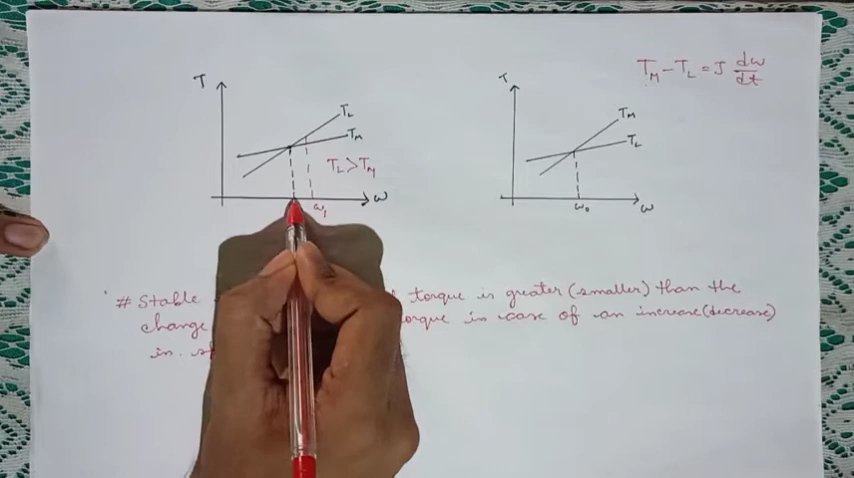 T_M - T_L = J dω/dt
T
T_L
T_M
T_L > T_M
ω
ω_1
T
T_M
T_L
ω_0
ω
# Stable torque is greater (smaller) than the
change torque in case of an increase (decrease)
in.